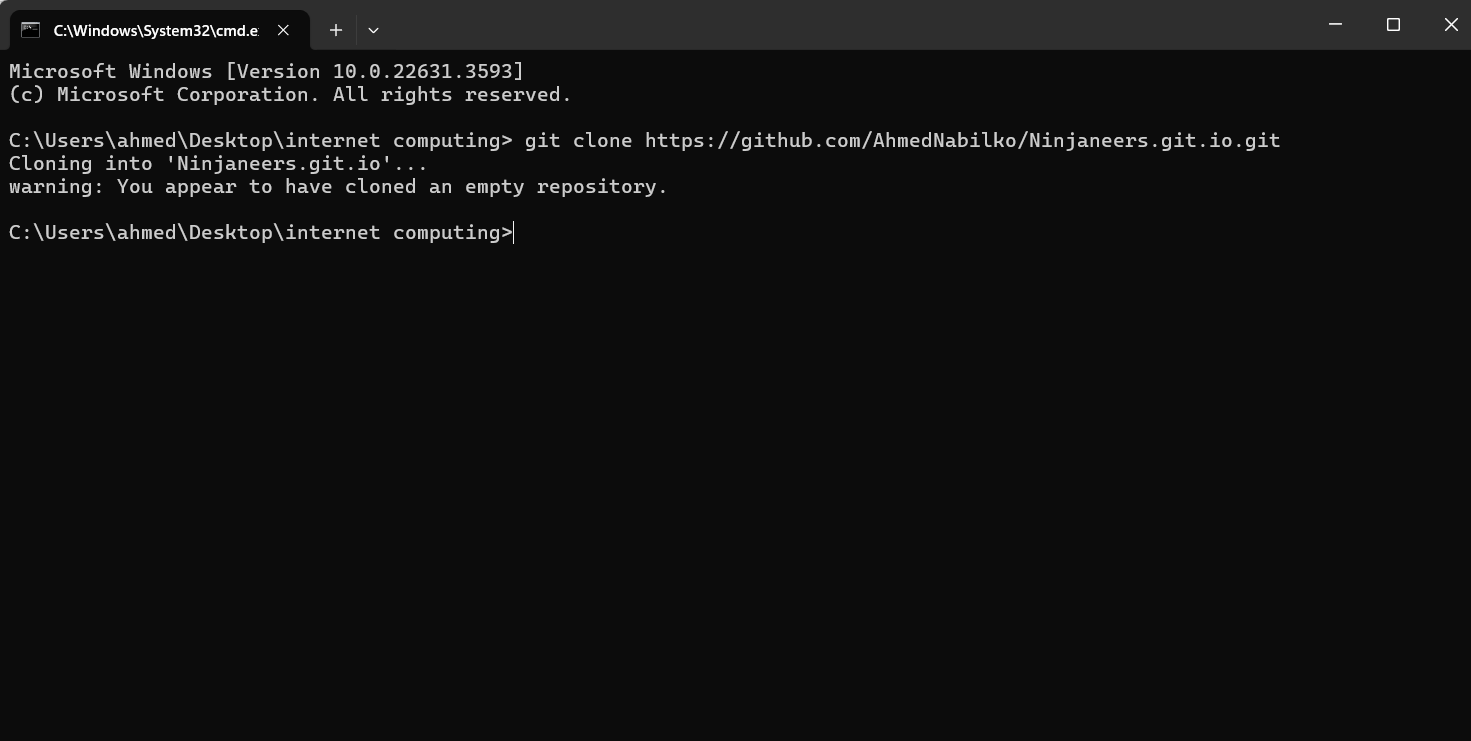 C:\Windows\System32\cmd.e
Microsoft Windows [Version 10.0.22631.3593]
(c) Microsoft Corporation. All rights reserved.
C:\Users\ahmed\Desktop\internet computing> git clone https://github.com/AhmedNabilko/Ninjaneers.git.io.git
Cloning into 'Ninjaneers.git.io'...
warning: You appear to have cloned an empty repository.
C:\Users\ahmed\Desktop\internet computing>